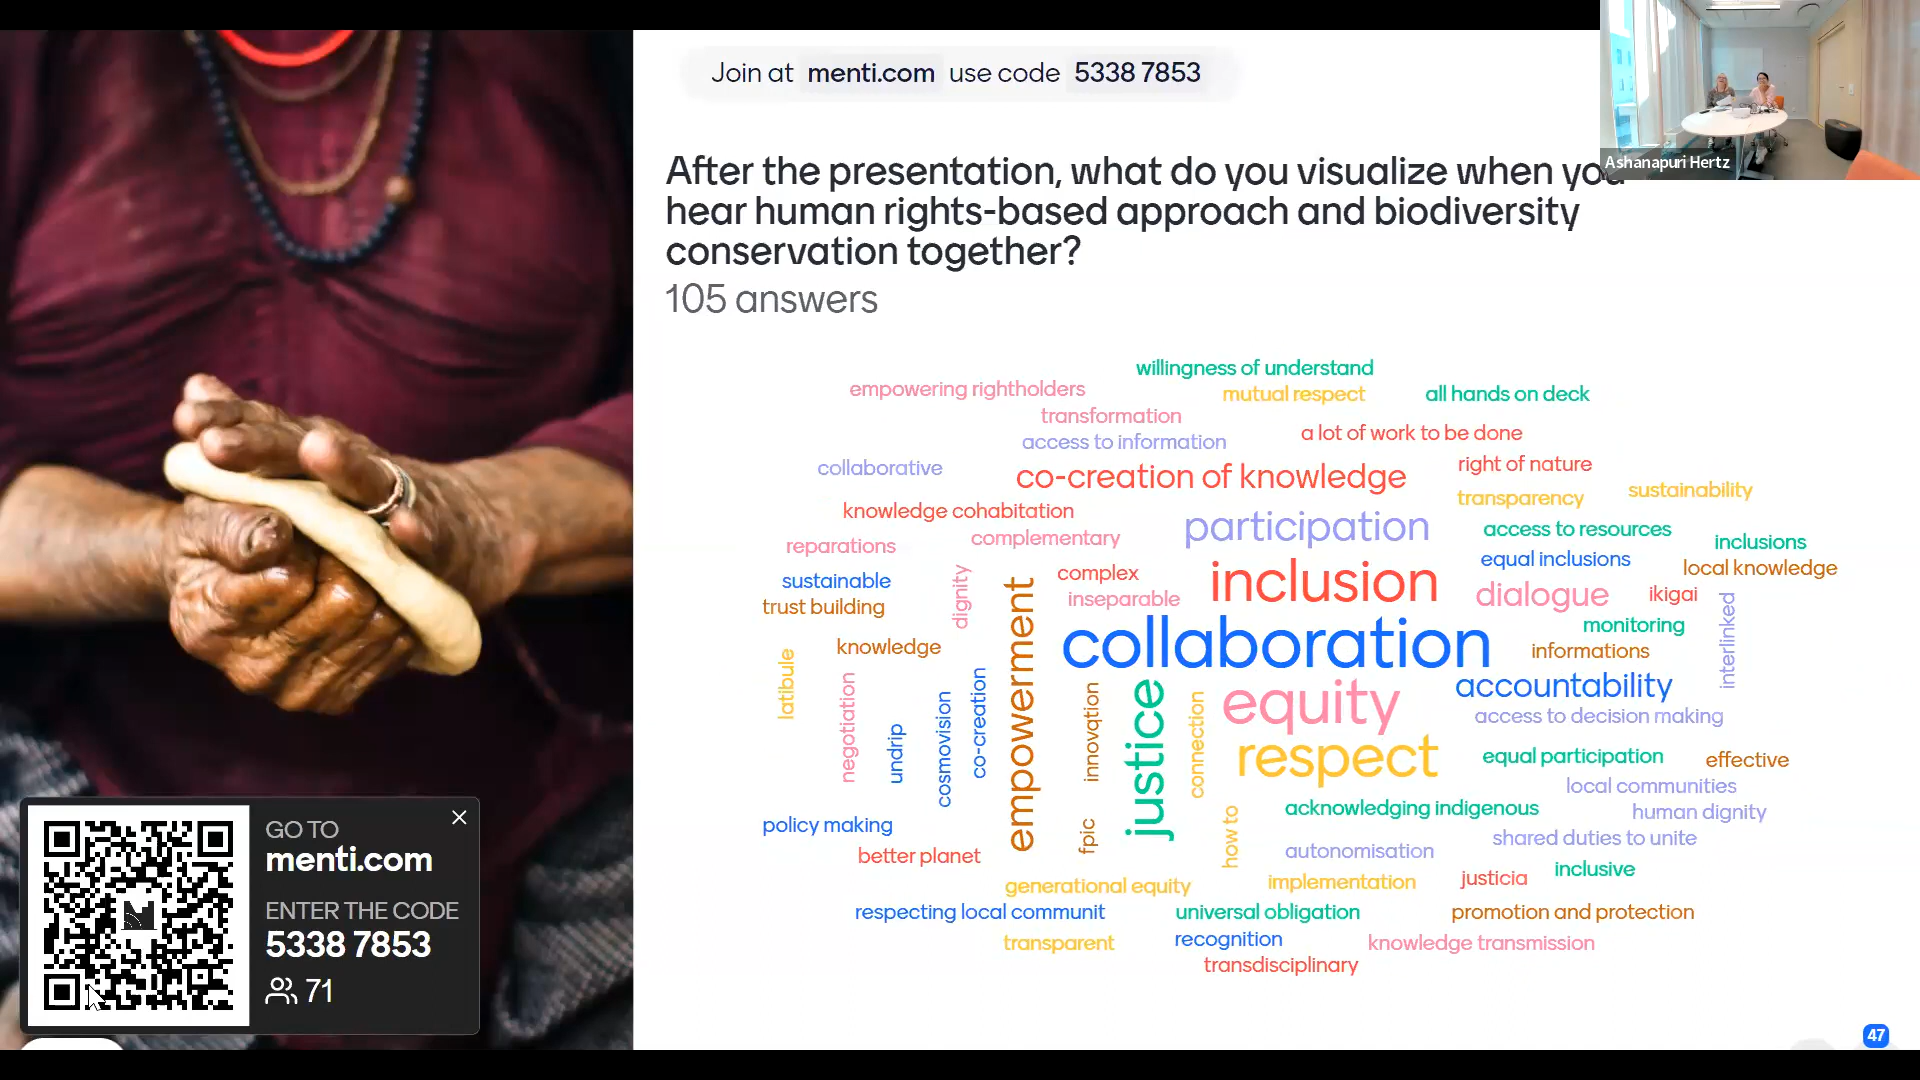 Join at menti.com use code 5338 7853
Ashanapuri Hertz
After the presentation, what do you visualize when you
hear human rights-based approach and biodiversity
conservation together?
105 answers
willingness of understand
empowering rightholders
mutual respect
all hands on deck
transformation
access to information
a lot of work to be done
collaborative
co-creation of knowledge
right of nature
transparency
sustainability
knowledge cohabitation
participation
access to resources
reparations
complementary
inclusions
equal inclusions
local knowledge
sustainable
dignity
complex
inclusion
dialogue
ikigai
trust building
inseparable
interlinked
monitoring
knowledge
collaboration
informations
latibule
negotiation
undrip
cosmovision
co-creation
empowerment
innovation
justice
connection
equity
accountability
access to decision making
respect
equal participation
effective
local communities
policy making
fpic
how to
acknowledging indigenous
human dignity
shared duties to unite
better planet
autonomisation
inclusive
generational equity
implementation
justicia
respecting local communit
universal obligation
promotion and protection
transparent
recognition
knowledge transmission
transdisciplinary
GO TO
menti.com
ENTER THE CODE
5338 7853
71
47